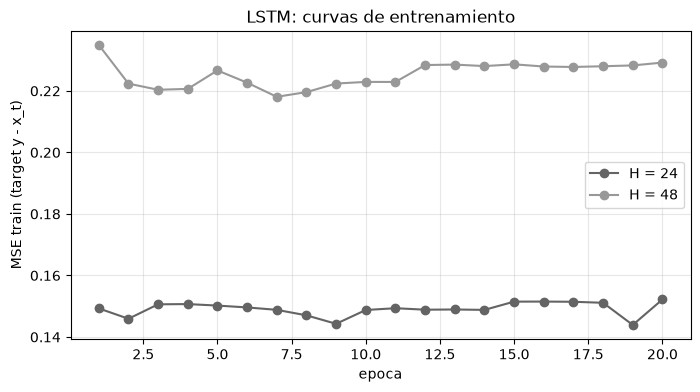 LSTM: curvas de entrenamiento
MSE train (target y - x_t)
0.22
0.20
0.18
0.16
0.14
H = 24
H = 48
2.5 5.0 7.5 10.0 12.5 15.0 17.5 20.0
epoca